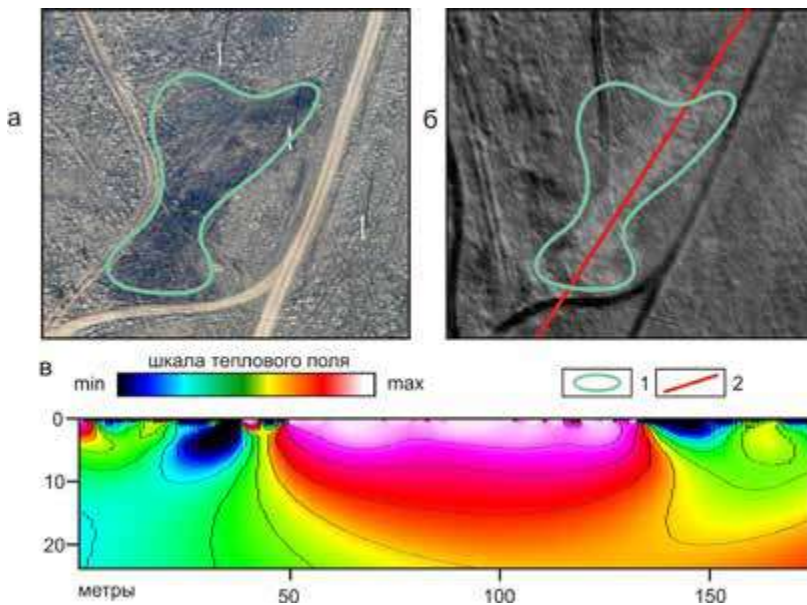 а
б
в
шкала теплового поля
min max
1 2
0
10
20
метры 50 100 150